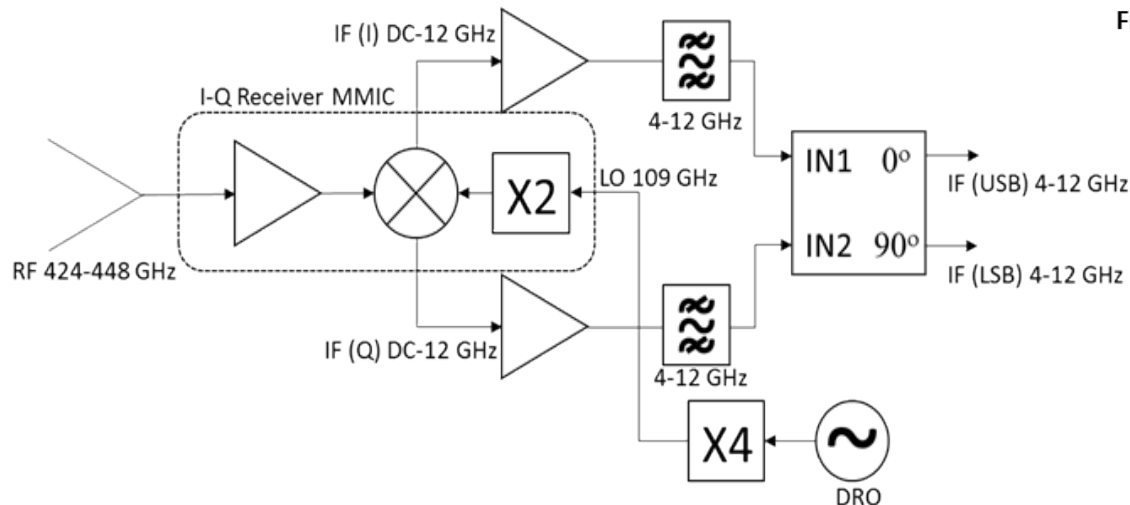 F
IF (I) DC-12 GHz
I-Q Receiver MMIC
4-12 GHz
IN1 0º
LO 109 GHz
X2
IF (USB) 4-12 GHz
IN2 90º
RF 424-448 GHz
IF (LSB) 4-12 GHz
IF (Q) DC-12 GHz
4-12 GHz
X4
DRO